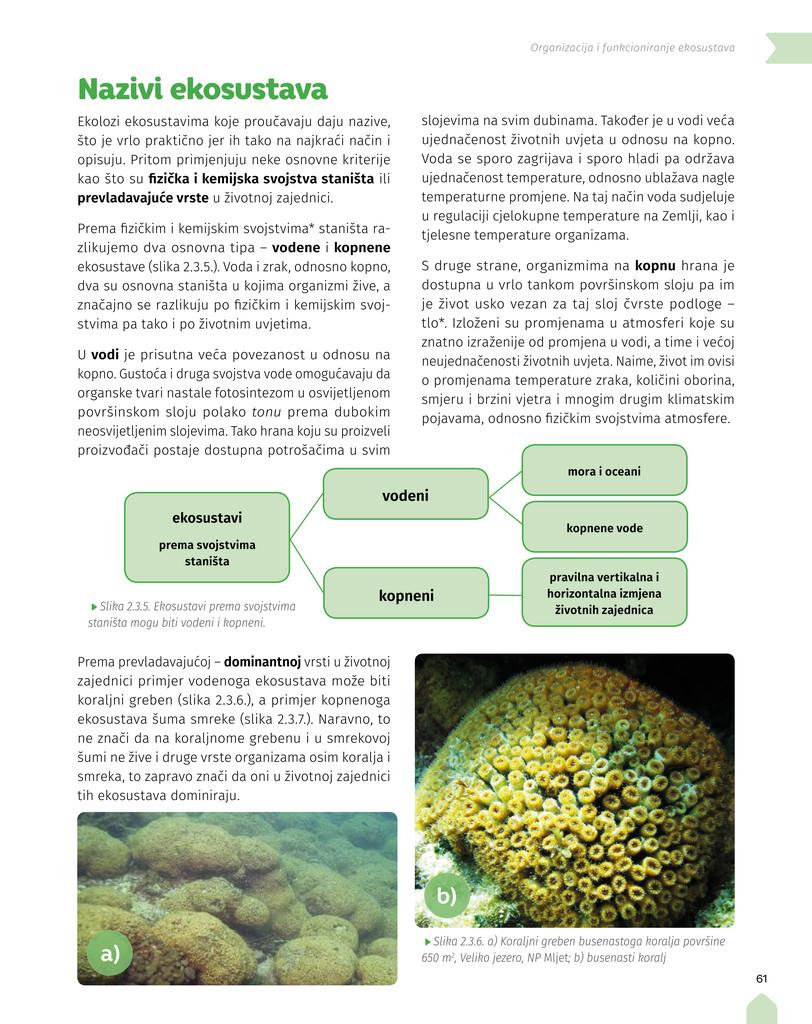 Organizacija i funkcioniranje ekosustava
Nazivi ekosustava
Ekolozi ekosustavima koje proučavaju daju nazive,
što je vrlo praktično jer ih tako na najkraći način i
opisuju. Pritom primjenjuju neke osnovne kriterije
kao što su fizička i kemijska svojstva staništa ili
prevladavajuće vrste u životnoj zajednici.
Prema fizičkim i kemijskim svojstvima* staništa ra-
zlikujemo dva osnovna tipa – vodene i kopnene
ekosustave (slika 2.3.5.). Voda i zrak, odnosno kopno,
dva su osnovna staništa u kojima organizmi žive, a
značajno se razlikuju po fizičkim i kemijskim svoj-
stvima pa tako i po životnim uvjetima.
U vodi je prisutna veća povezanost u odnosu na
kopno. Gustoća i druga svojstva vode omogućavaju da
organske tvari nastale fotosintezom u osvijetljenom
površinskom sloju polako tonu prema dubokim
neosvijetljenim slojevima. Tako hrana koju su proizveli
proizvođači postaje dostupna potrošačima u svim
slojevima na svim dubinama. Također je u vodi veća
ujednačenost životnih uvjeta u odnosu na kopno.
Voda se sporo zagrijava i sporo hladi pa održava
ujednačenost temperature, odnosno ublažava nagle
temperaturne promjene. Na taj način voda sudjeluje
u regulaciji cjelokupne temperature na Zemlji, kao i
tjelesne temperature organizama.
S druge strane, organizmima na kopnu hrana je
dostupna u vrlo tankom površinskom sloju pa im
je život usko vezan za taj sloj čvrste podloge –
tlo*. Izloženi su promjenama u atmosferi koje su
znatno izraženije od promjena u vodi, a time i većoj
neujednačenosti životnih uvjeta. Naime, život im ovisi
o promjenama temperature zraka, količini oborina,
smjeru i brzini vjetra i mnogim drugim klimatskim
pojavama, odnosno fizičkim svojstvima atmosfere.
ekosustavi
prema svojstvima
staništa
vodeni
kopneni
mora i oceani
kopnene vode
pravilna vertikalna i
horizontalna izmjena
životnih zajednica
Slika 2.3.5. Ekosustavi prema svojstvima
staništa mogu biti vodeni i kopneni.
Prema prevladavajućoj – dominantnoj vrsti u životnoj
zajednici primjer vodenoga ekosustava može biti
koraljni greben (slika 2.3.6.), a primjer kopnenoga
ekosustava šuma smreke (slika 2.3.7.). Naravno, to
ne znači da na koraljnome grebenu i u smrekovoj
šumi ne žive i druge vrste organizama osim koralja i
smreka, to zapravo znači da oni u životnoj zajednici
tih ekosustava dominiraju.
a)
b)
Slika 2.3.6. a) Koraljni greben busenastoga koralja površine
650 m², Veliko jezero, NP Mljet; b) busenasti koralj
61